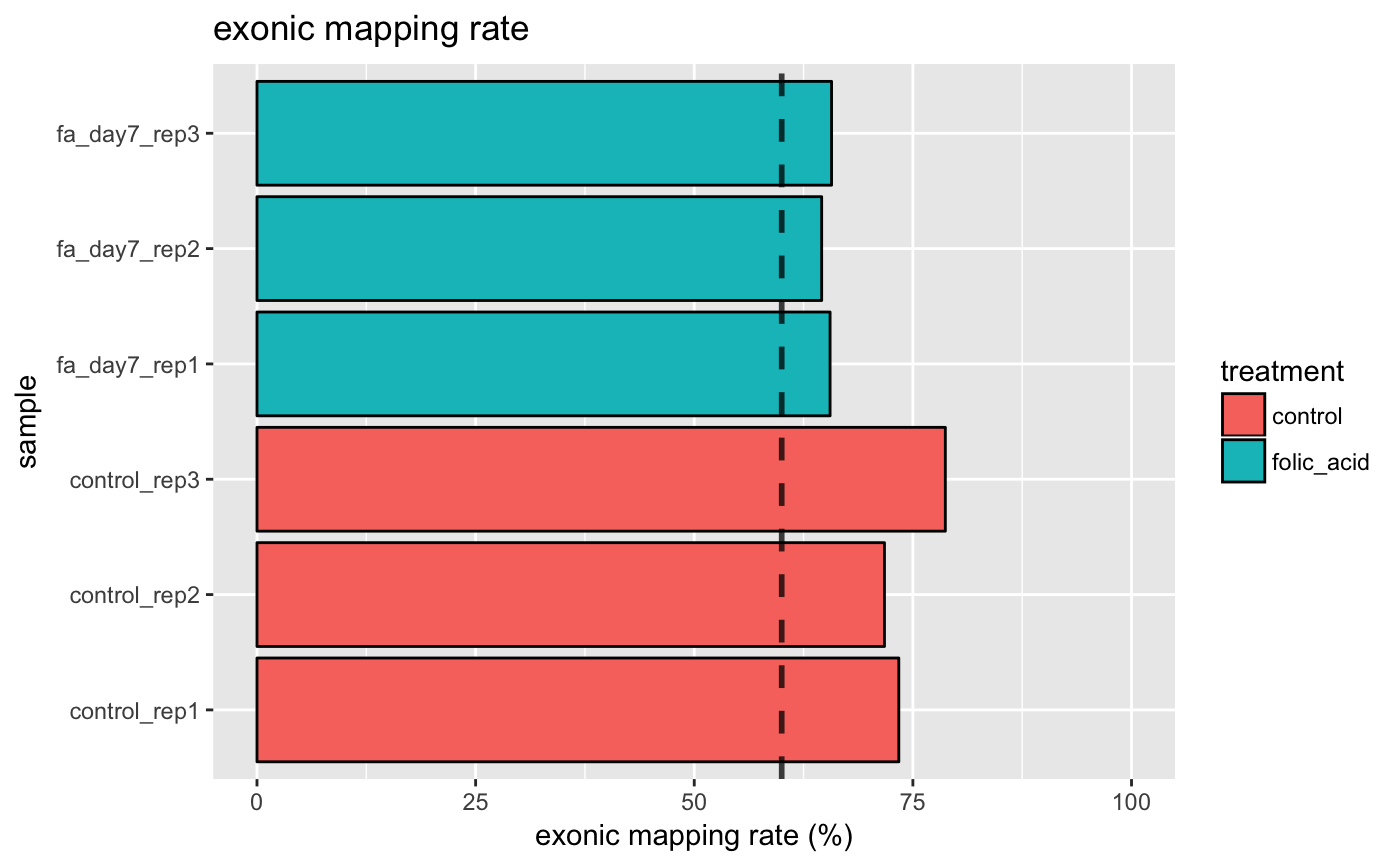 exonic mapping rate
fa_day7_rep3
fa_day7_rep2
fa_day7_rep1
control_rep3
control_rep2
control_rep1
sample
0 25 50 75 100
exonic mapping rate (%)
treatment
control
folic_acid